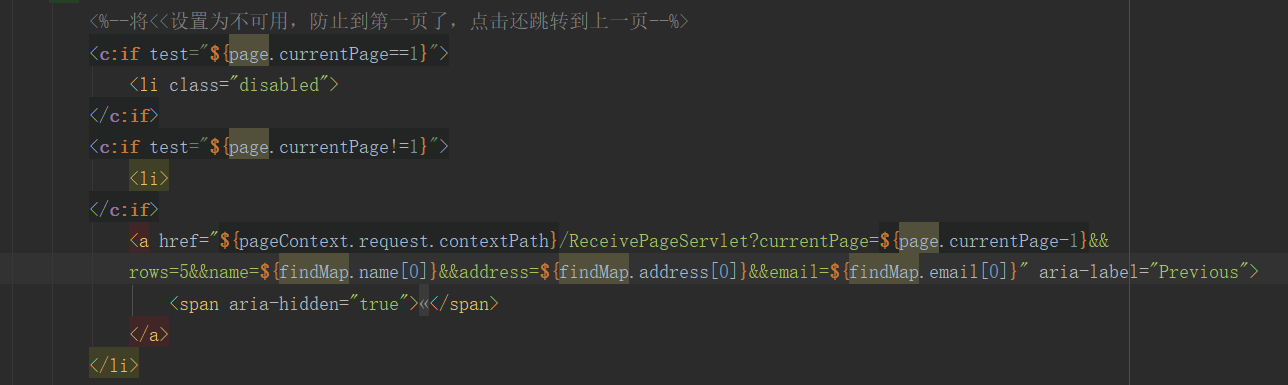 <%--将<<设置为不可用，防止到第一页了，点击还跳转到上一页--%>
<c:if test="${page.currentPage==1}">
<li class="disabled">
</c:if>
<c:if test="${page.currentPage!=1}">
<li>
</c:if>
<a href="${pageContext.request.contextPath}/ReceivePageServlet?currentPage=${page.currentPage-1}&&
rows=5&&name=${findMap.name[0]}&&address=${findMap.address[0]}&&email=${findMap.email[0]}" aria-label="Previous">
<span aria-hidden="true">«</span>
</a>
</li>